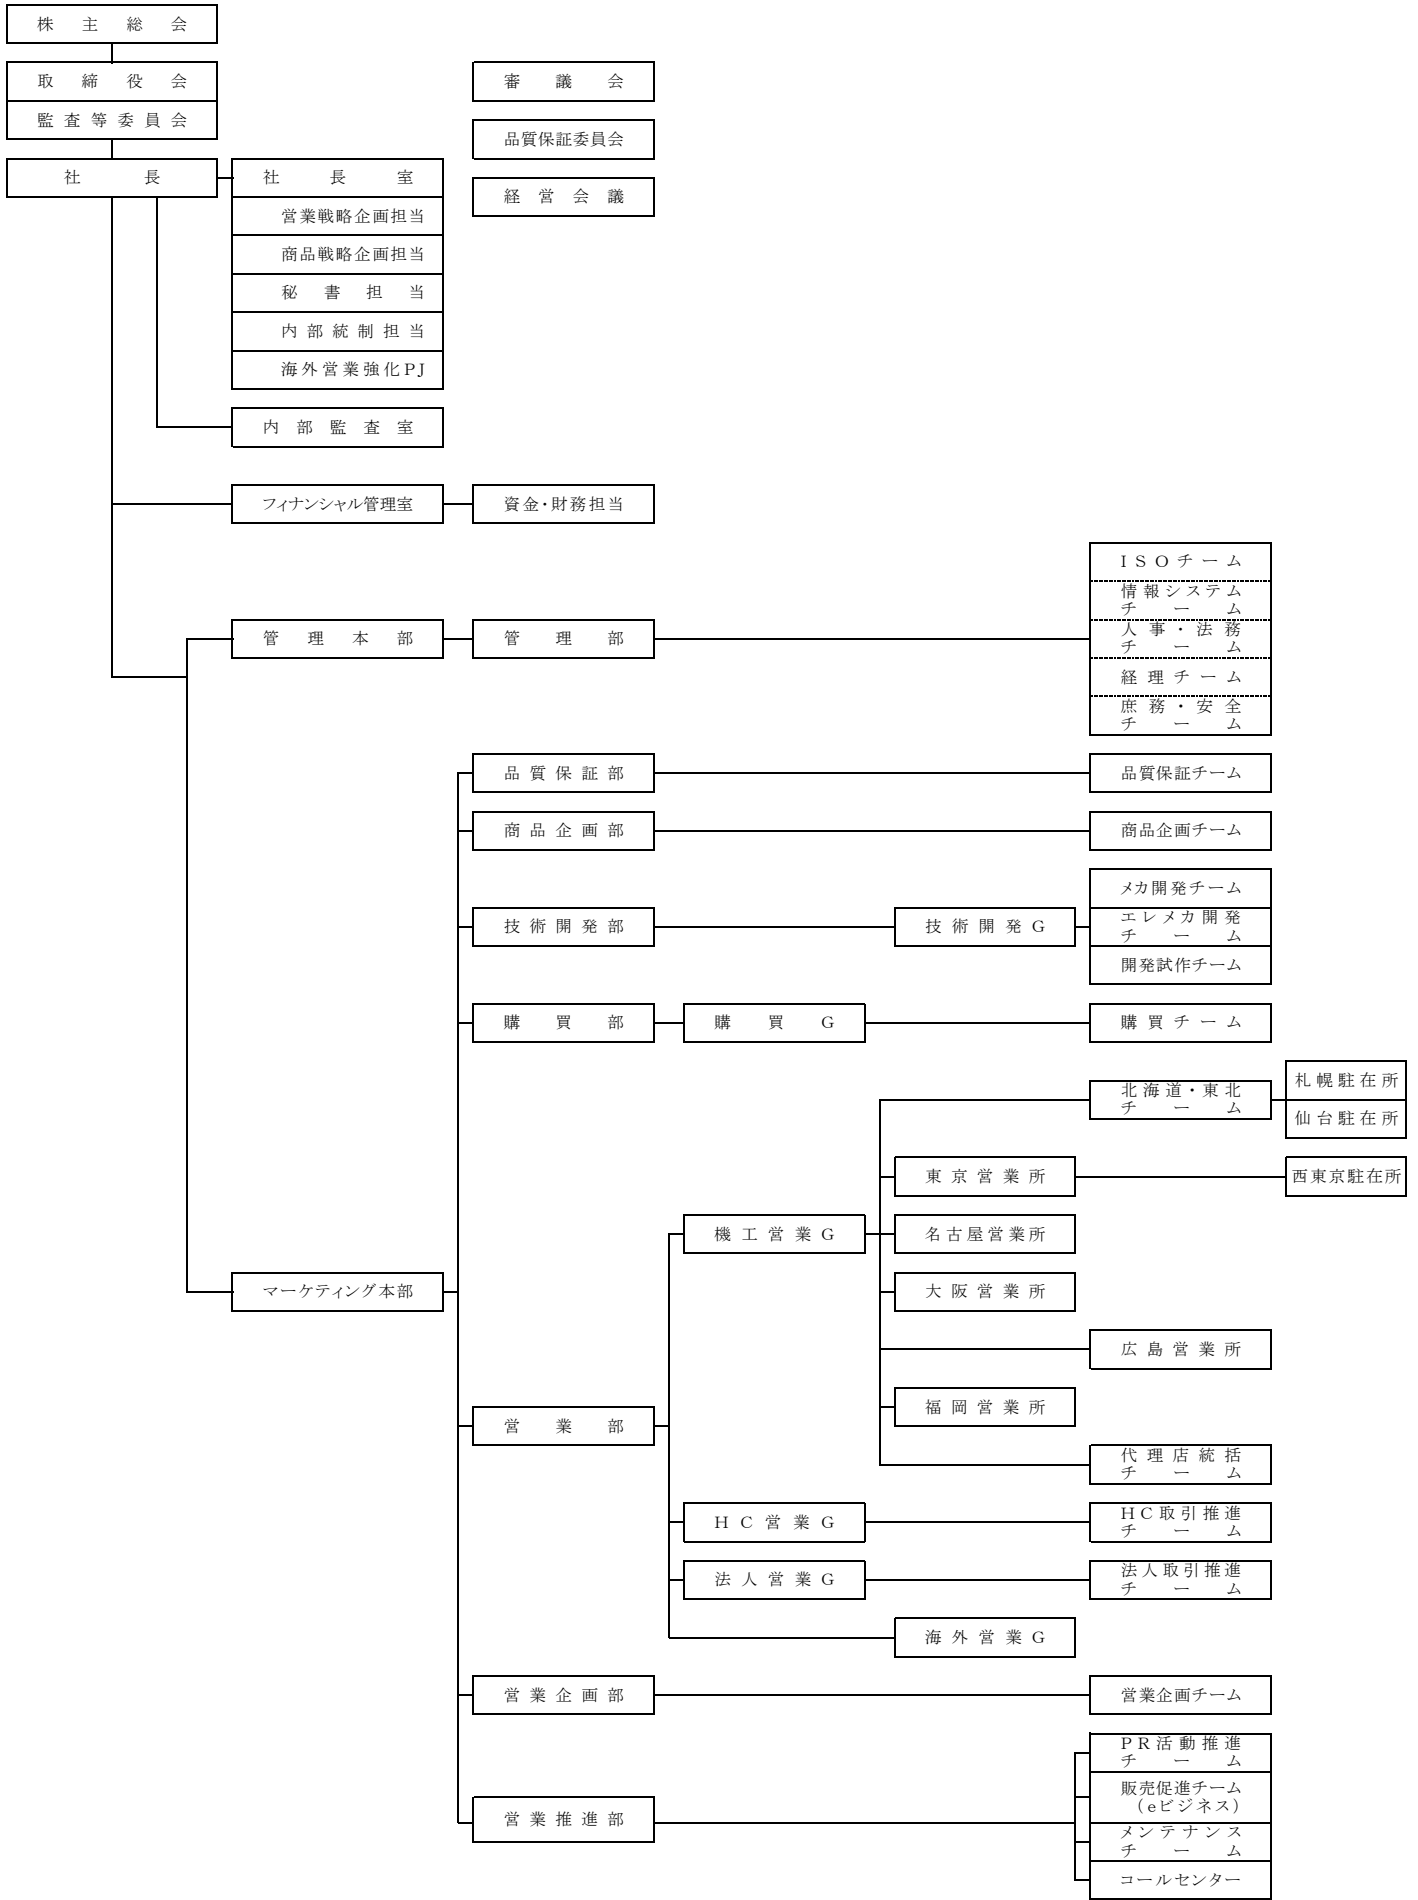 株主総会
取締役会
監査等委員会
社長
審議会
品質保証委員会
経営会議
社長室
営業戦略企画担当
商品戦略企画担当
秘書担当
内部統制担当
海外営業強化PJ
内部監査室
フィナンシャル管理室
資金・財務担当
管理本部
管理部
ISOチーム
情報システム
チーム
人事・法務
チーム
経理チーム
庶務・安全
チーム
品質保証部
品質保証チーム
商品企画部
商品企画チーム
技術開発部
技術開発G
メカ開発チーム
エレメカ開発
チーム
開発試作チーム
購買部
購買G
購買チーム
北海道・東北
チーム
札幌駐在所
仙台駐在所
東京営業所
西東京駐在所
機工営業G
名古屋営業所
マーケティング本部
大阪営業所
広島営業所
営業部
福岡営業所
代理店統括
チーム
HC営業G
HC取引推進
チーム
法人営業G
法人取引推進
チーム
海外営業G
営業企画部
営業企画チーム
営業推進部
PR活動推進
チーム
販売促進チーム
（eビジネス）
メンテナンス
チーム
コールセンター